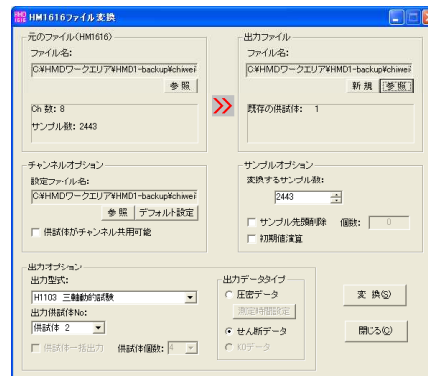 HM1616ファイル変換
元のファイル(HM1616)
ファイル名:
C:¥HMDワークエリア¥HMD1-backup¥chiwei
参照
Ch 数: 8
サンプル数: 2443
出力ファイル
ファイル名:
C:¥HMDワークエリア¥HMD1-backup¥chiwei
新規 参照
既存の供試体: 1
チャンネルオプション
設定ファイル名:
C:¥HMDワークエリア¥HMD1-backup¥chiwei
参照 デフォルト設定
供試体がチャンネル共用可能
サンプルオプション
変換するサンプル数:
2443
サンプル先頭削除 個数: 0
初期値演算
出力オプション
出力型式:
H1103 三軸動的試験
出力供試体No:
供試体 2
供試体一括出力 供試体個数: 4
出力データタイプ
圧密データ
測定時間設定
せん断データ
K0データ
変 換(S)
閉じる(C)